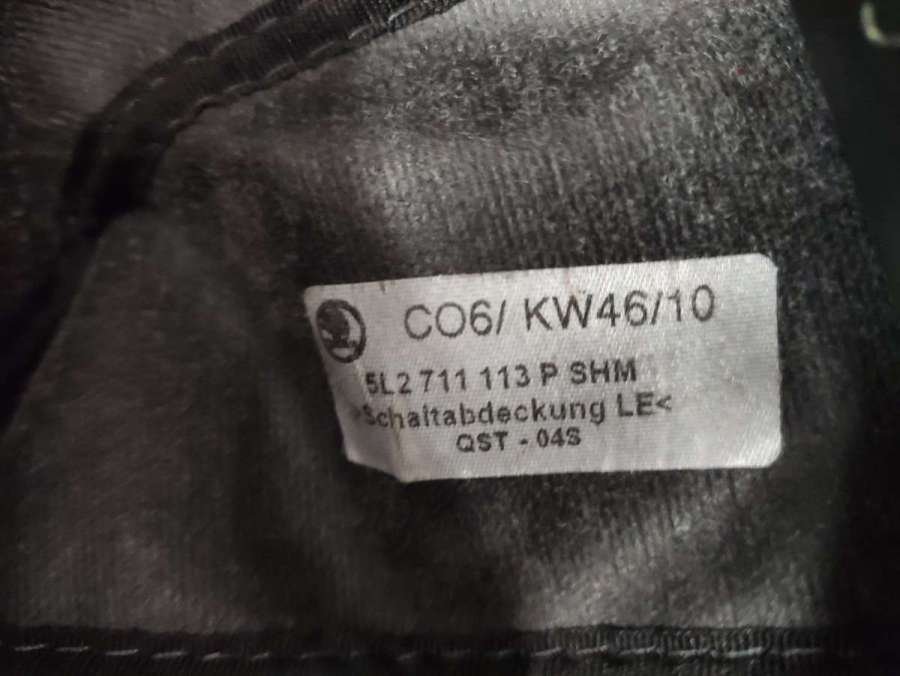 CO6/ KW46/10
5L2 711 113 P SHM
>Schaltabdeckung LE<
QST - 04S